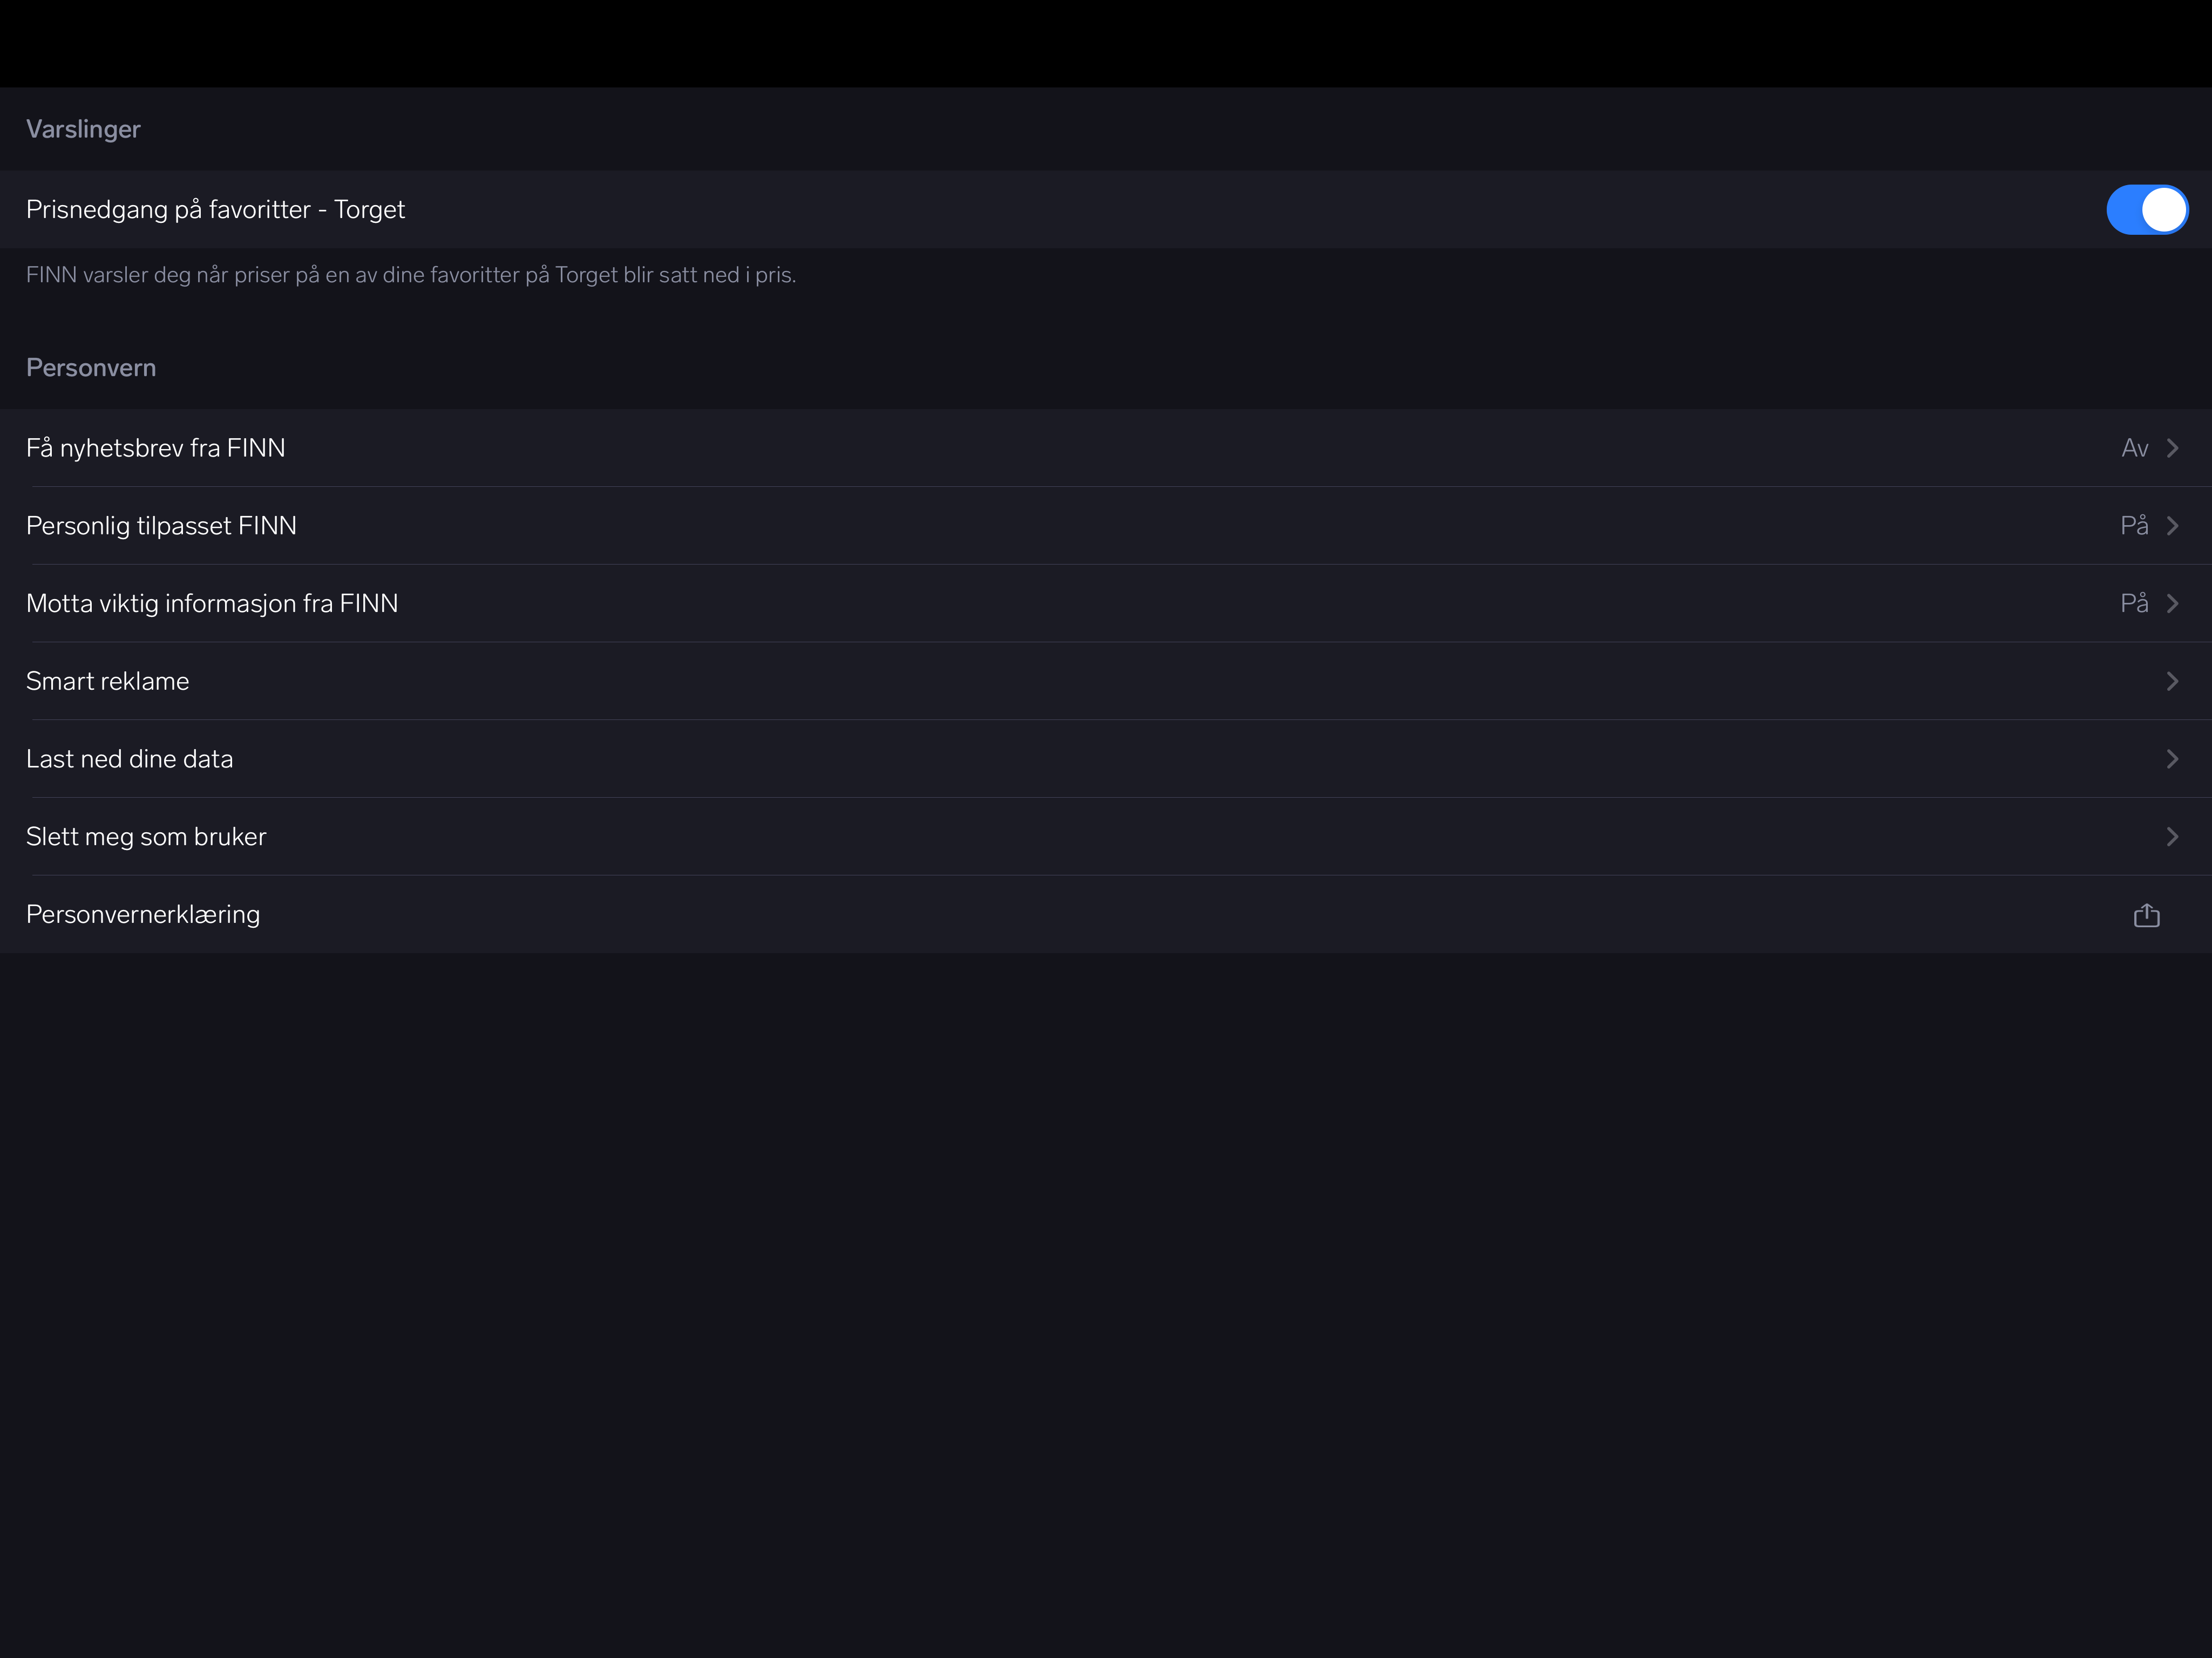 Varslinger
Prisnedgang på favoritter - Torget
FINN varsler deg når priser på en av dine favoritter på Torget blir satt ned i pris.
Personvern
Få nyhetsbrev fra FINN Av
Personlig tilpasset FINN På
Motta viktig informasjon fra FINN På
Smart reklame
Last ned dine data
Slett meg som bruker
Personvernerklæring